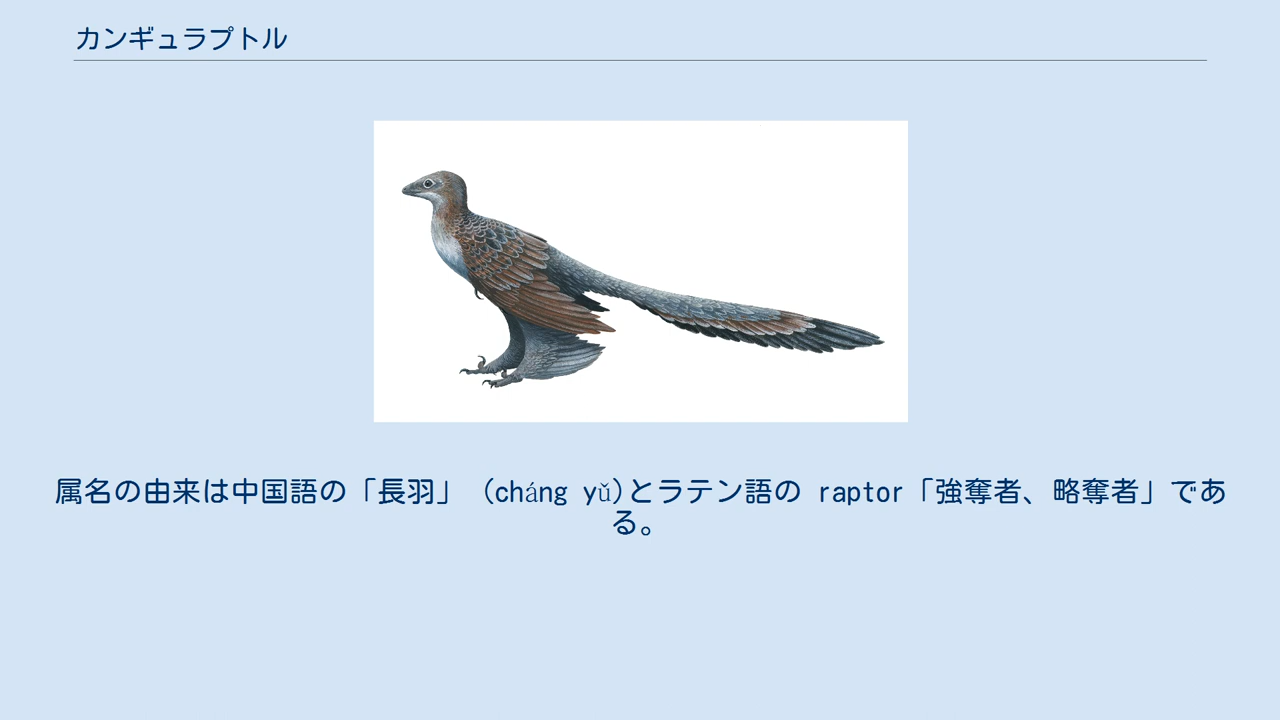 カンギュラプトル
属名の由来は中国語の「長羽」 (cháng yǔ)とラテン語の raptor「強奪者、略奪者」であ
る。